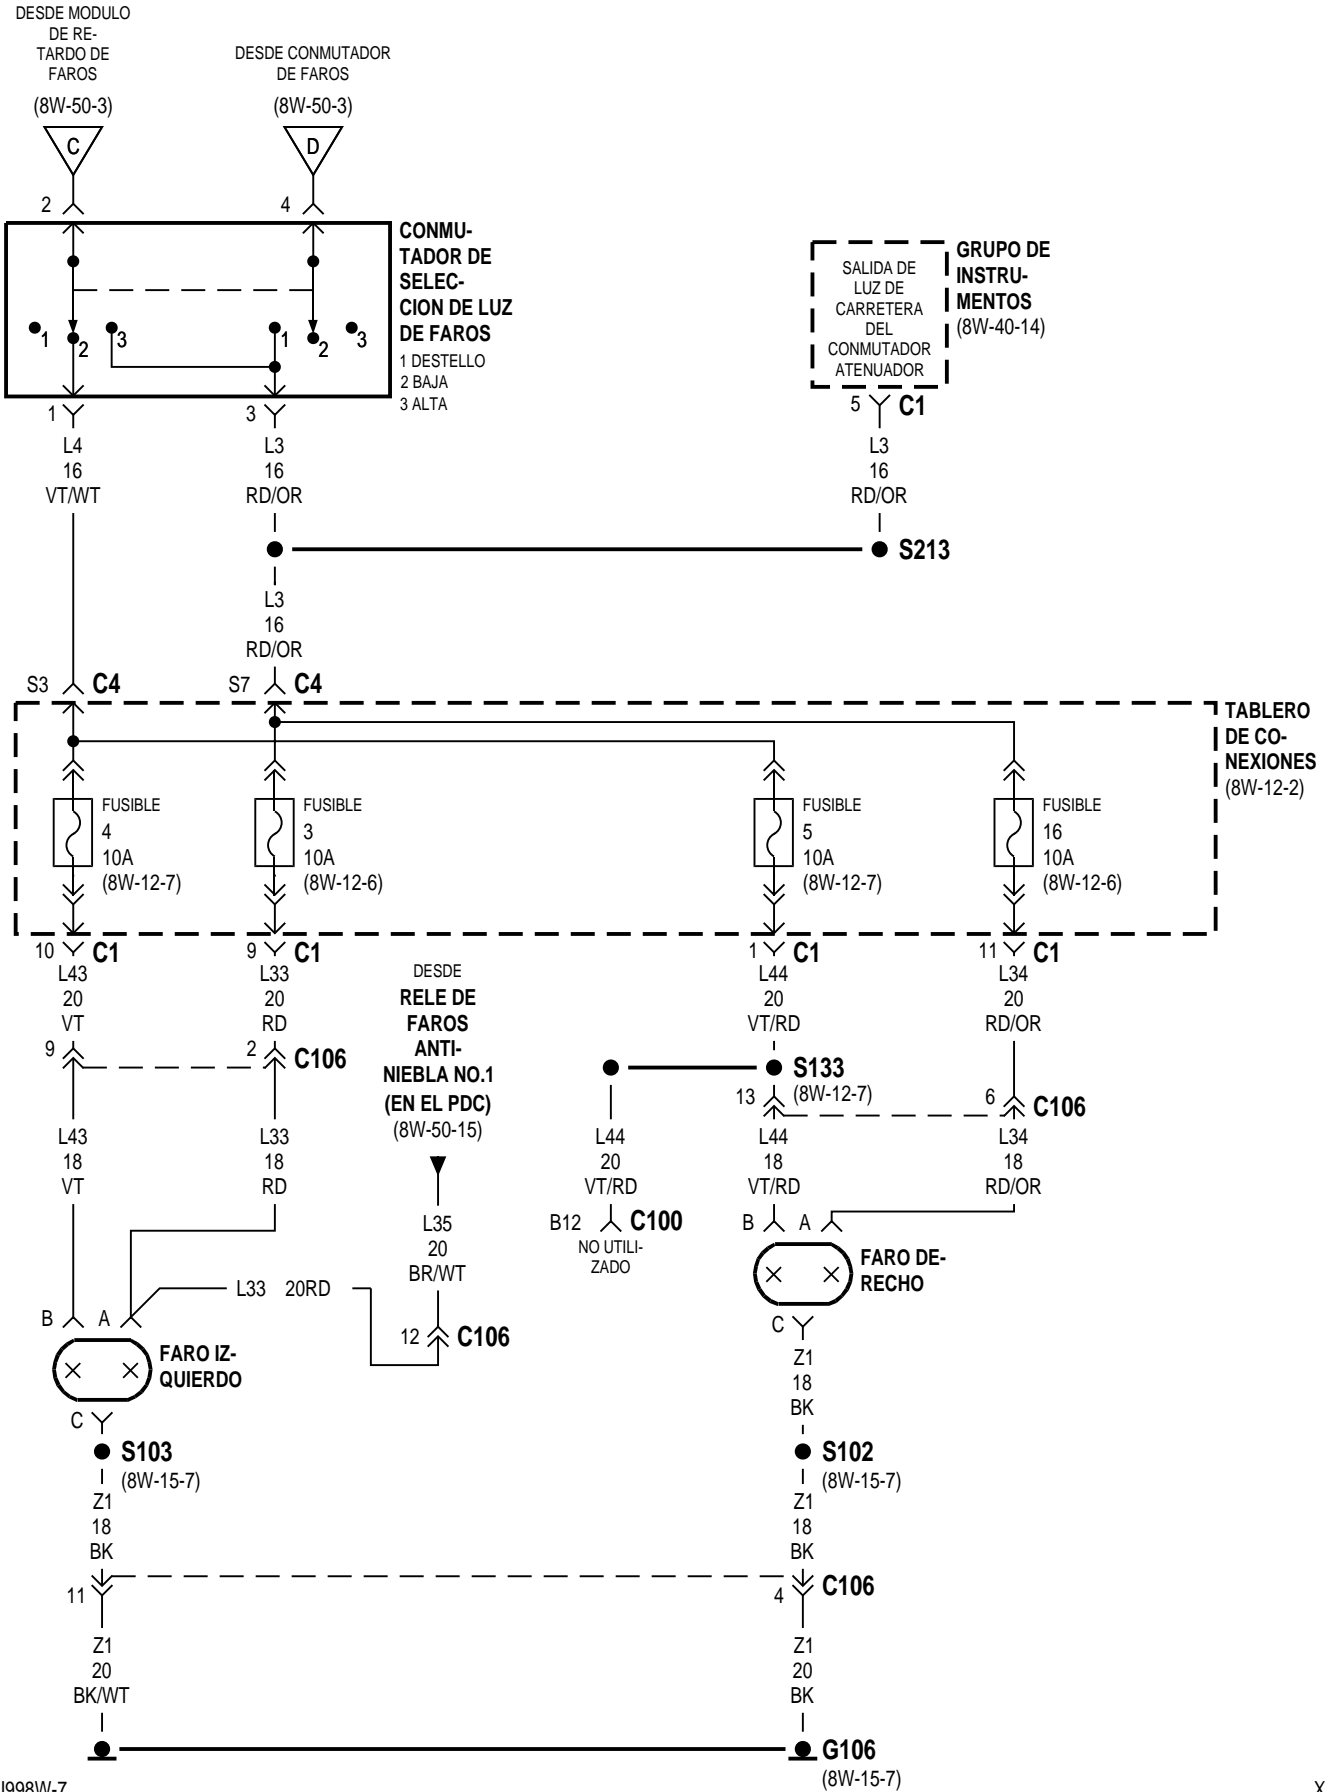 DESDE MODULO
DE RE-
TARDO DE
FAROS
(8W-50-3)
C
DESDE CONMUTADOR
DE FAROS
(8W-50-3)
D
2
4
CONMU-
TADOR DE
SELEC-
CION DE LUZ
DE FAROS
1 DESTELLO
2 BAJA
3 ALTA
1
2
3
1
2
3
SALIDA DE
LUZ DE
CARRETERA
DEL
CONMUTADOR
ATENUADOR
GRUPO DE
INSTRU-
MENTOS
(8W-40-14)
1
3
5
C1
L4
16
VT/WT
L3
16
RD/OR
L3
16
RD/OR
S213
L3
16
RD/OR
S3
C4
S7
C4
TABLERO
DE CO-
NEXIONES
(8W-12-2)
FUSIBLE
4
10A
(8W-12-7)
FUSIBLE
3
10A
(8W-12-6)
FUSIBLE
5
10A
(8W-12-7)
FUSIBLE
16
10A
(8W-12-6)
10
C1
9
C1
1
C1
11
C1
L43
20
VT
L33
20
RD
L44
20
VT/RD
L34
20
RD/OR
DESDE
RELE DE
FAROS
ANTI-
NIEBLA NO.1
(EN EL PDC)
(8W-50-15)
9
2
C106
S133
(8W-12-7)
13
6
C106
L43
18
VT
L33
18
RD
L44
20
VT/RD
L44
18
VT/RD
L34
18
RD/OR
L35
20
BR/WT
B12
C100
NO UTILI-
ZADO
B
A
FARO DE-
RECHO
L33 20RD
12
C106
B
A
FARO IZ-
QUIERDO
C
Z1
18
BK
C
S103
(8W-15-7)
S102
(8W-15-7)
Z1
18
BK
Z1
18
BK
11
4
C106
Z1
20
BK/WT
Z1
20
BK
G106
(8W-15-7)
J998W-7